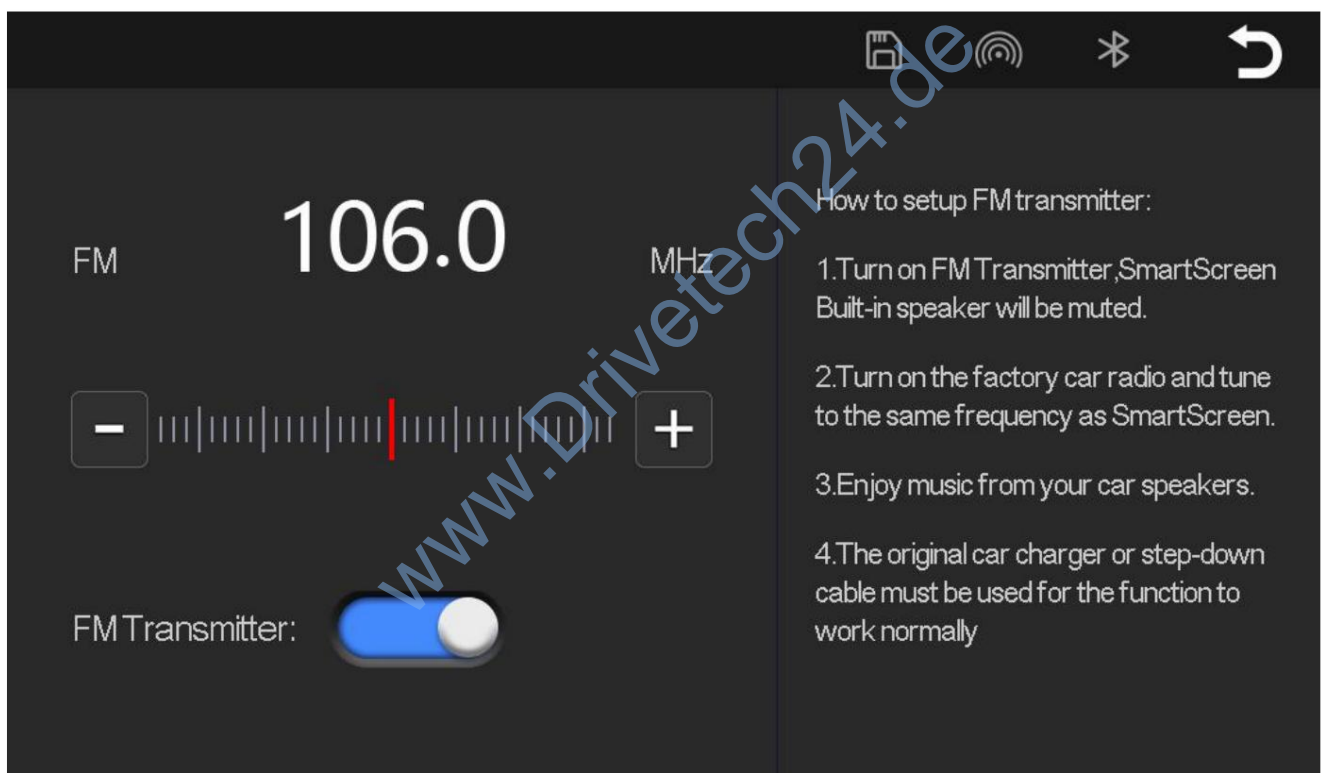 FM 106.0 MHz
- +
FM Transmitter:
How to setup FM transmitter:
1.Turn on FM Transmitter,SmartScreen
Built-in speaker will be muted.
2.Turn on the factory car radio and tune
to the same frequency as SmartScreen.
3.Enjoy music from your car speakers.
4.The original car charger or step-down
cable must be used for the function to
work normally
www.Drivetech24.de